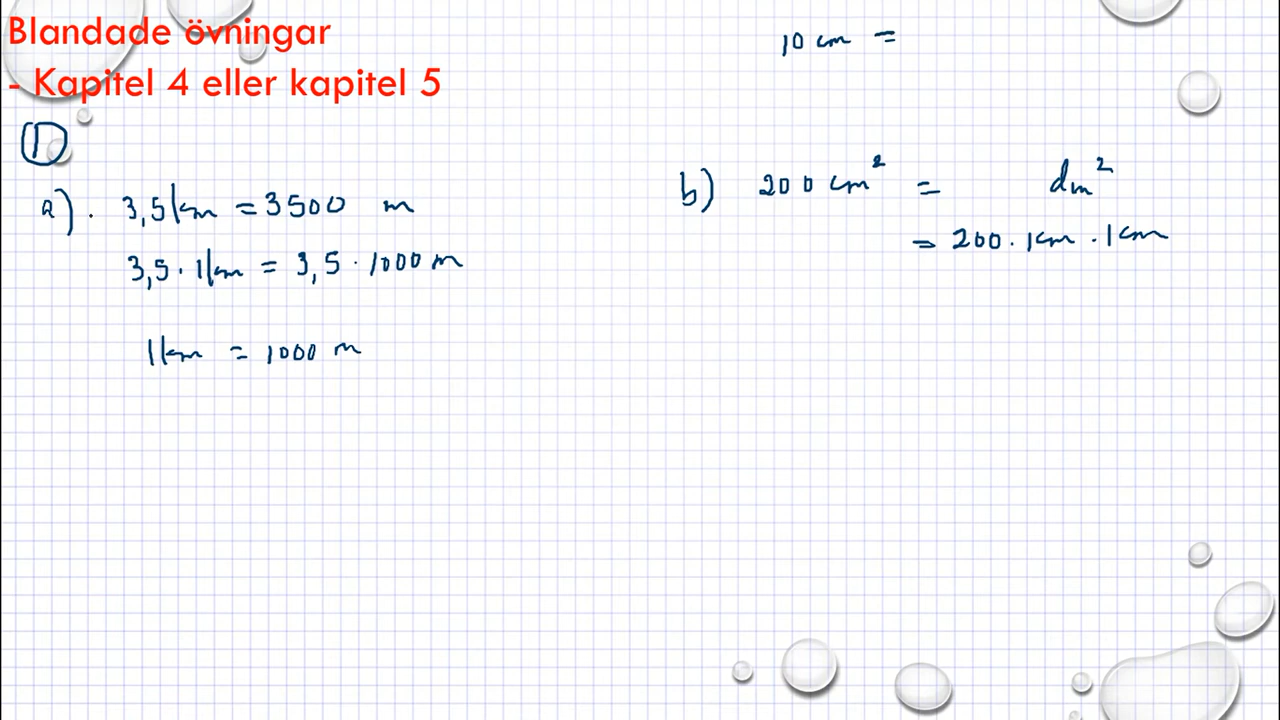 Blandade övningar
- Kapitel 4 eller kapitel 5
10 cm =
1
a). 3,5 km = 3500 m
3,5 · 1 km = 3,5 · 1000 m
1 km = 1000 m
b) 200 cm² = dm²
= 200 · 1 cm · 1 cm